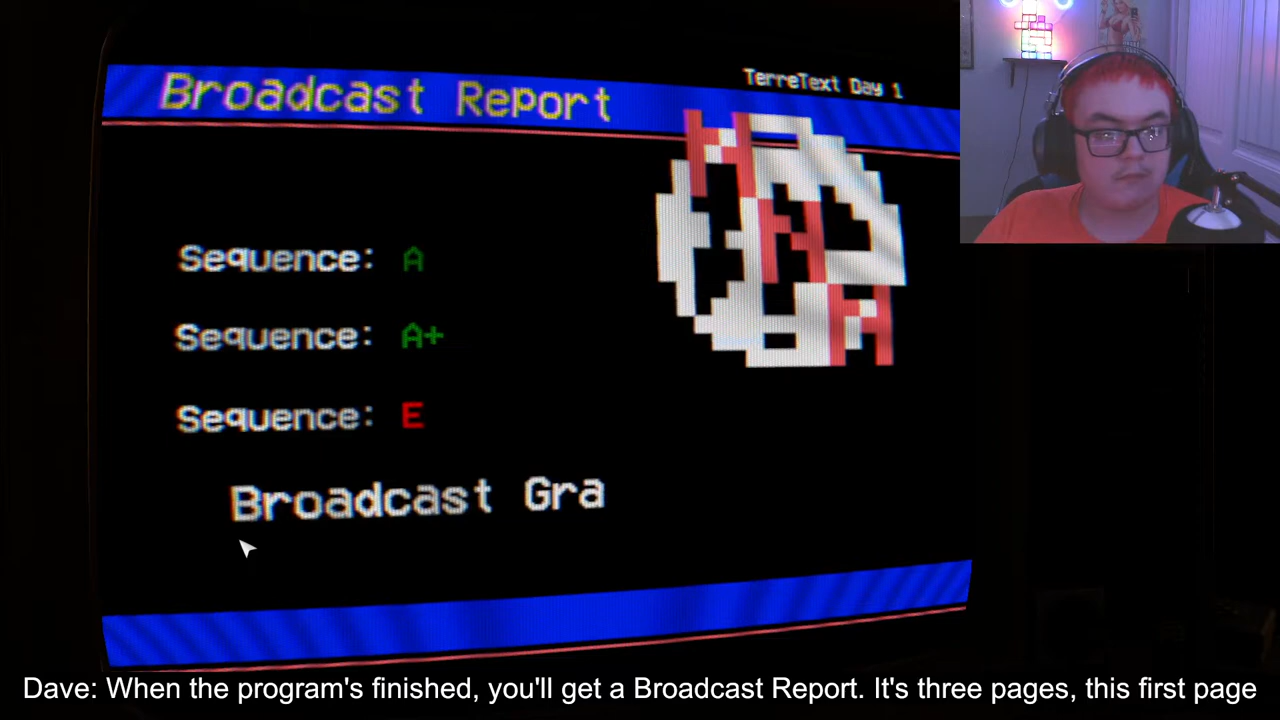 Broadcast Report
TerreText Day 1
NNN
Sequence: A
Sequence: A+
Sequence: E
Broadcast Gra
Dave: When the program's finished, you'll get a Broadcast Report. It's three pages, this first page